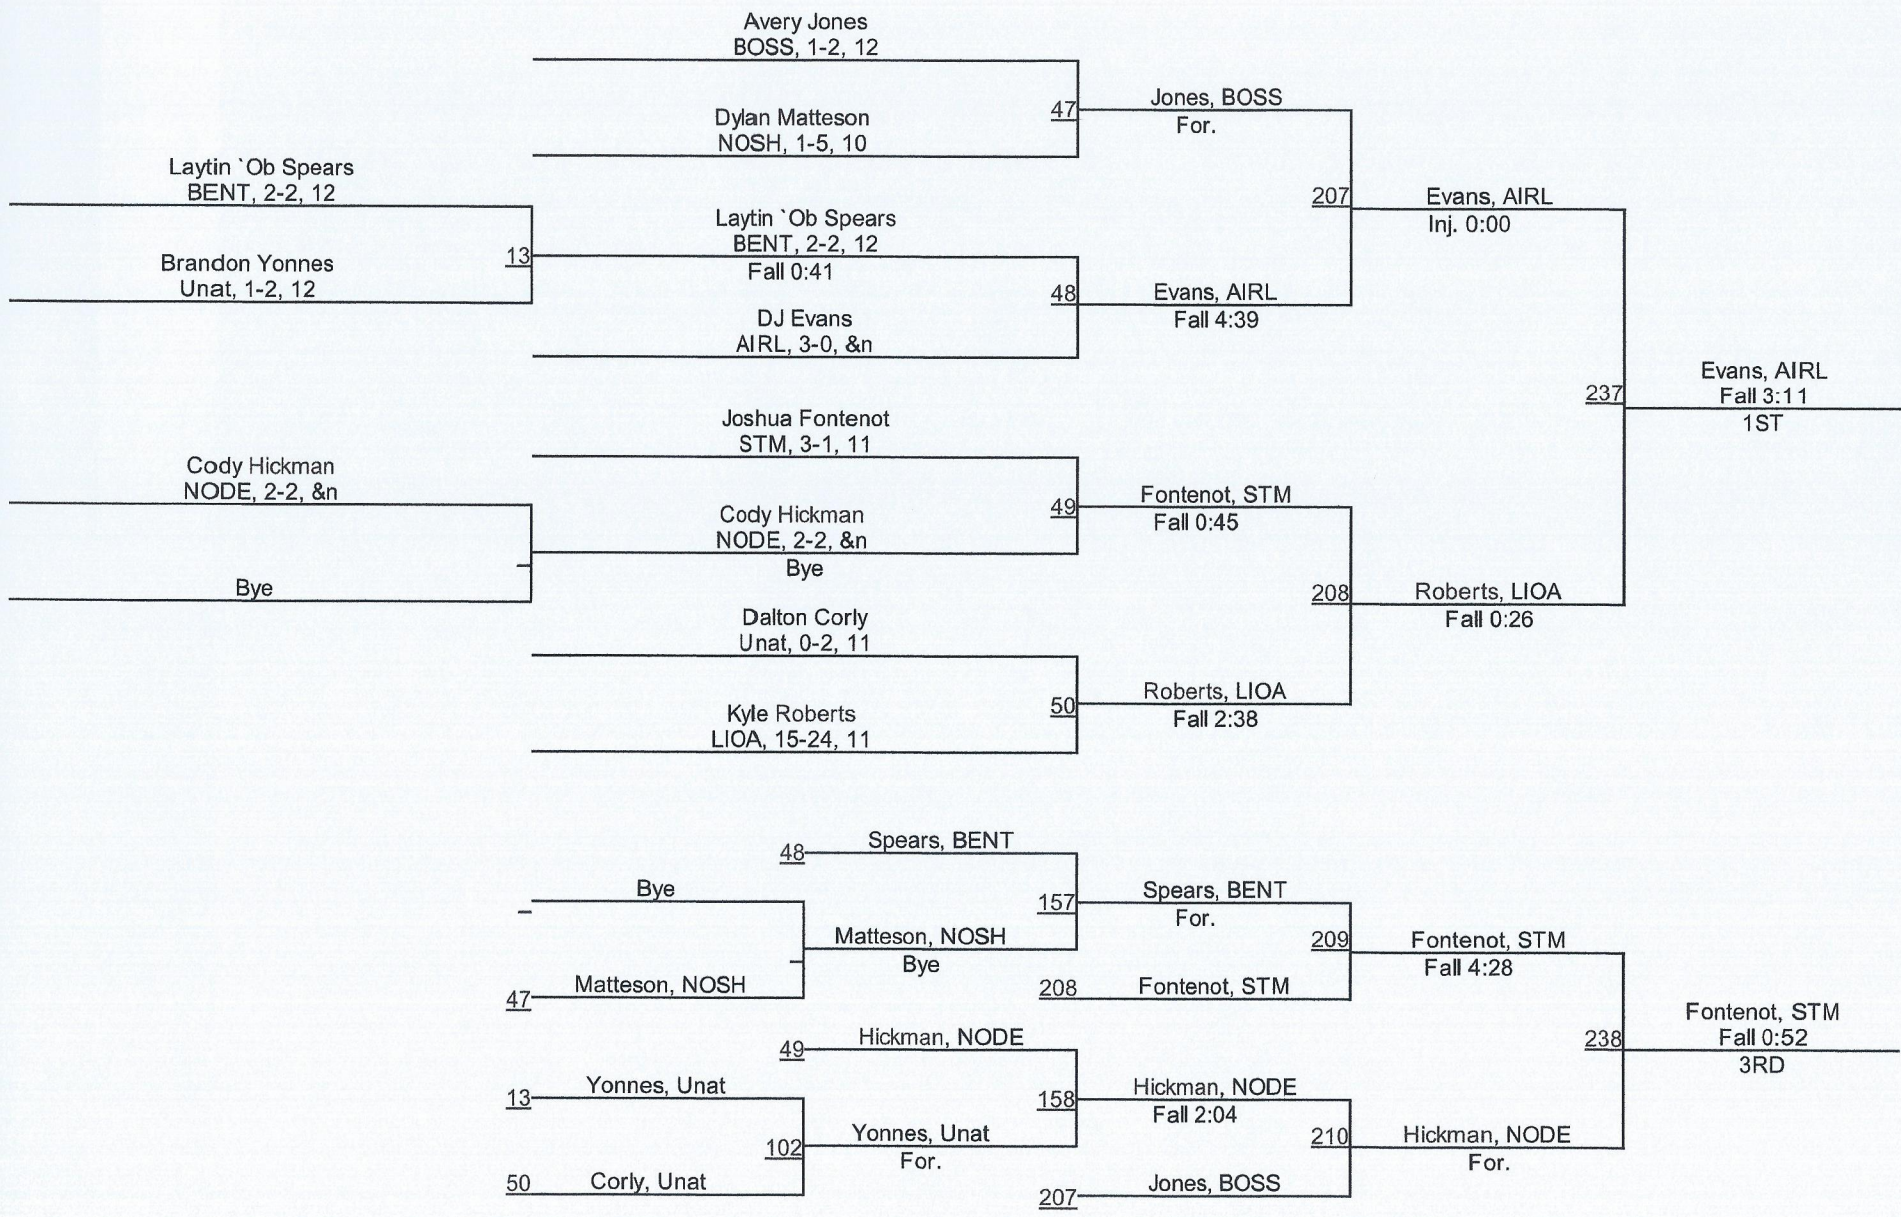 Avery Jones
BOSS, 1-2, 12
47
Jones, BOSS
For.
Dylan Matteson
NOSH, 1-5, 10
Laytin `Ob Spears
BENT, 2-2, 12
207
Evans, AIRL
Inj. 0:00
Laytin `Ob Spears
BENT, 2-2, 12
Fall 0:41
13
Brandon Yonnes
Unat, 1-2, 12
48
Evans, AIRL
Fall 4:39
DJ Evans
AIRL, 3-0, &n
237
Evans, AIRL
Fall 3:11
1ST
Joshua Fontenot
STM, 3-1, 11
Cody Hickman
NODE, 2-2, &n
49
Fontenot, STM
Fall 0:45
Cody Hickman
NODE, 2-2, &n
Bye
Bye
208
Roberts, LIOA
Fall 0:26
Dalton Corly
Unat, 0-2, 11
50
Roberts, LIOA
Fall 2:38
Kyle Roberts
LIOA, 15-24, 11
48
Spears, BENT
Bye
157
Spears, BENT
For.
Matteson, NOSH
Bye
209
Fontenot, STM
Fall 4:28
47
Matteson, NOSH
208
Fontenot, STM
238
Fontenot, STM
Fall 0:52
3RD
49
Hickman, NODE
13
Yonnes, Unat
158
Hickman, NODE
Fall 2:04
102
Yonnes, Unat
For.
210
Hickman, NODE
For.
50
Corly, Unat
207
Jones, BOSS